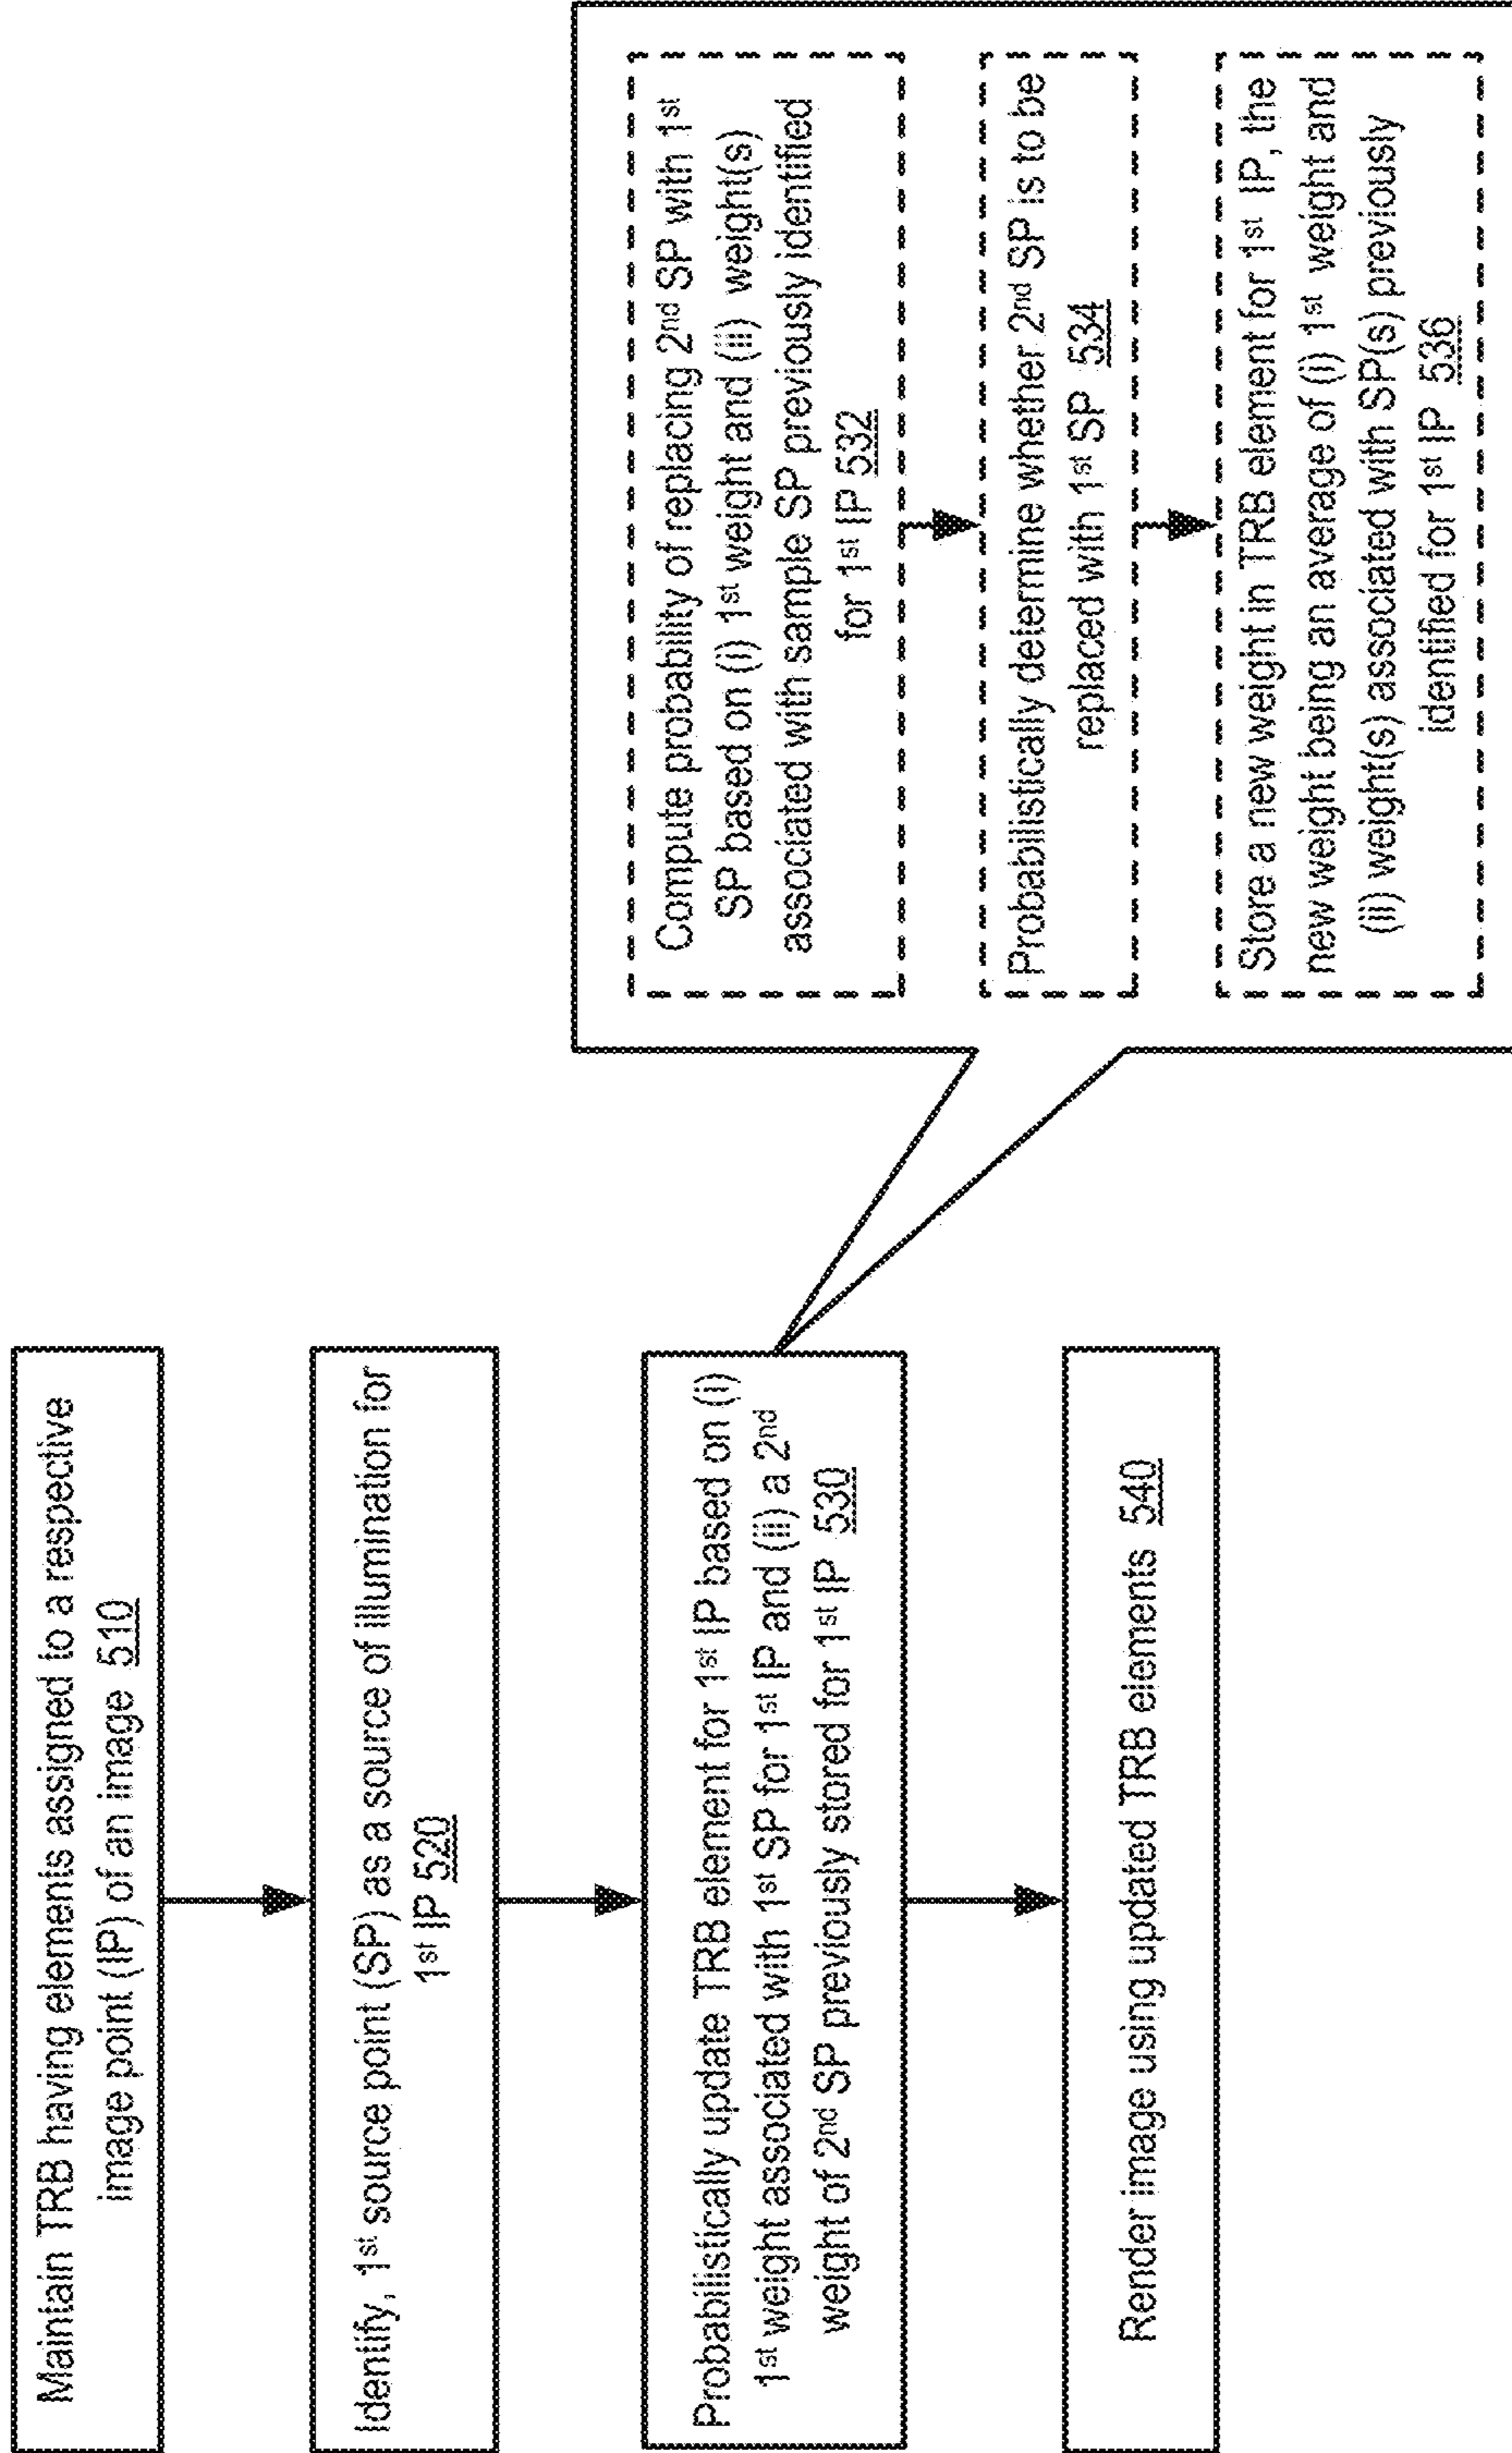 Maintain TRB having elements assigned to a respective
image point (IP) of an image 510
Identify, 1st source point (SP) as a source of illumination for
1st IP 520
Probabilistically update TRB element for 1st IP based on (i)
1st weight associated with 1st SP for 1st IP and (ii) a 2nd
weight of 2nd SP previously stored for 1st IP 530
Render image using updated TRB elements 540
Compute probability of replacing 2nd SP with 1st
SP based on (i) 1st weight and (ii) weight(s)
associated with sample SP previously identified
for 1st IP 532
Probabilistically determine whether 2nd SP is to be
replaced with 1st SP 534
Store a new weight in TRB element for 1st IP, the
new weight being an average of (i) 1st weight and
(ii) weight(s) associated with SP(s) previously
identified for 1st IP 536